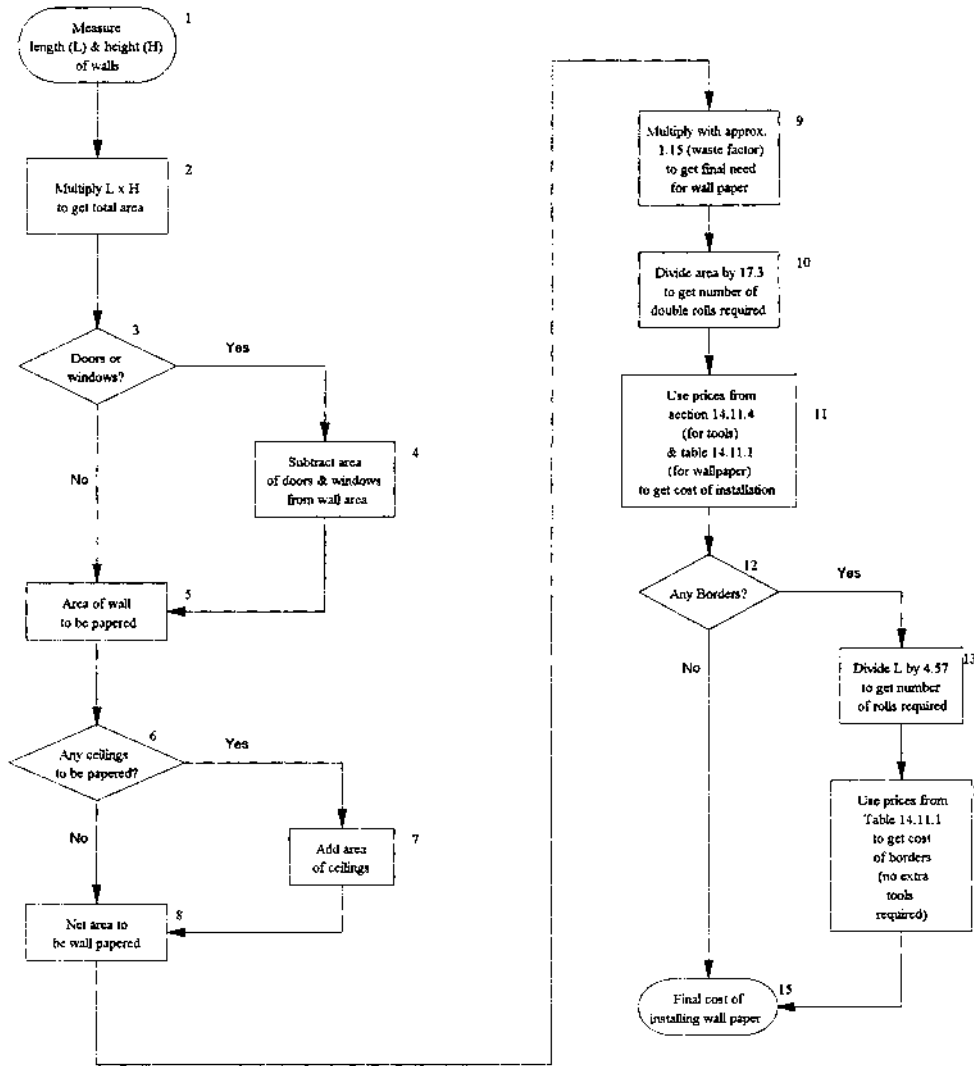 1
Measure
length (L) & height (H)
of walls
2
Multiply L x H
to get total area
3
Doors or
windows?
Yes
No
4
Subtract area
of doors & windows
from wall area
5
Area of wall
to be papered
6
Any ceilings
to be papered?
Yes
No
7
Add area
of ceilings
8
Net area to
be wall papered
9
Multiply with approx.
1.15 (waste factor)
to get final need
for wall paper
10
Divide area by 17.3
to get number of
double rolls required
11
Use prices from
section 14.11.4
(for tools)
& table 14.11.1
(for wallpaper)
to get cost of installation
12
Any Borders?
Yes
No
13
Divide L by 4.57
to get number
of rolls required
Use prices from
Table 14.11.1
to get cost
of borders
(no extra
tools
required)
15
Final cost of
installing wall paper